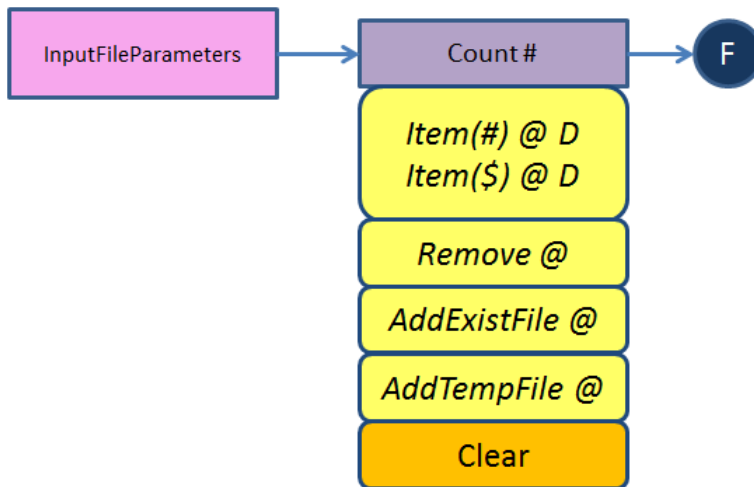 InputFileParameters
Count #
F
Item(#) @ D
Item($) @ D
Remove @
AddExistFile @
AddTempFile @
Clear